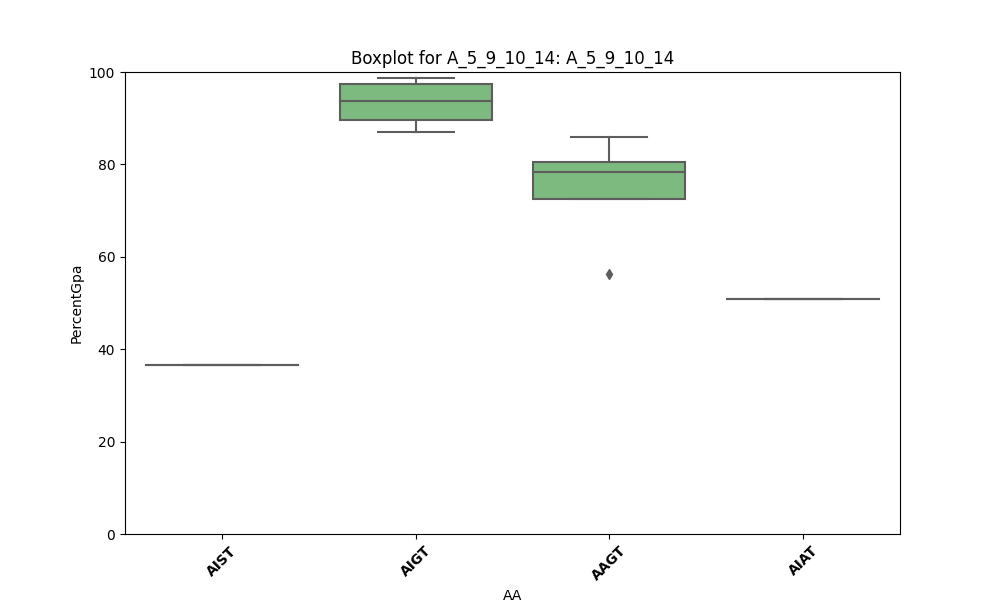 Boxplot for A_5_9_10_14: A_5_9_10_14
100
80
60
40
20
0
PercentGpa
AIST
AIGT
AAGT
AIAT
AA